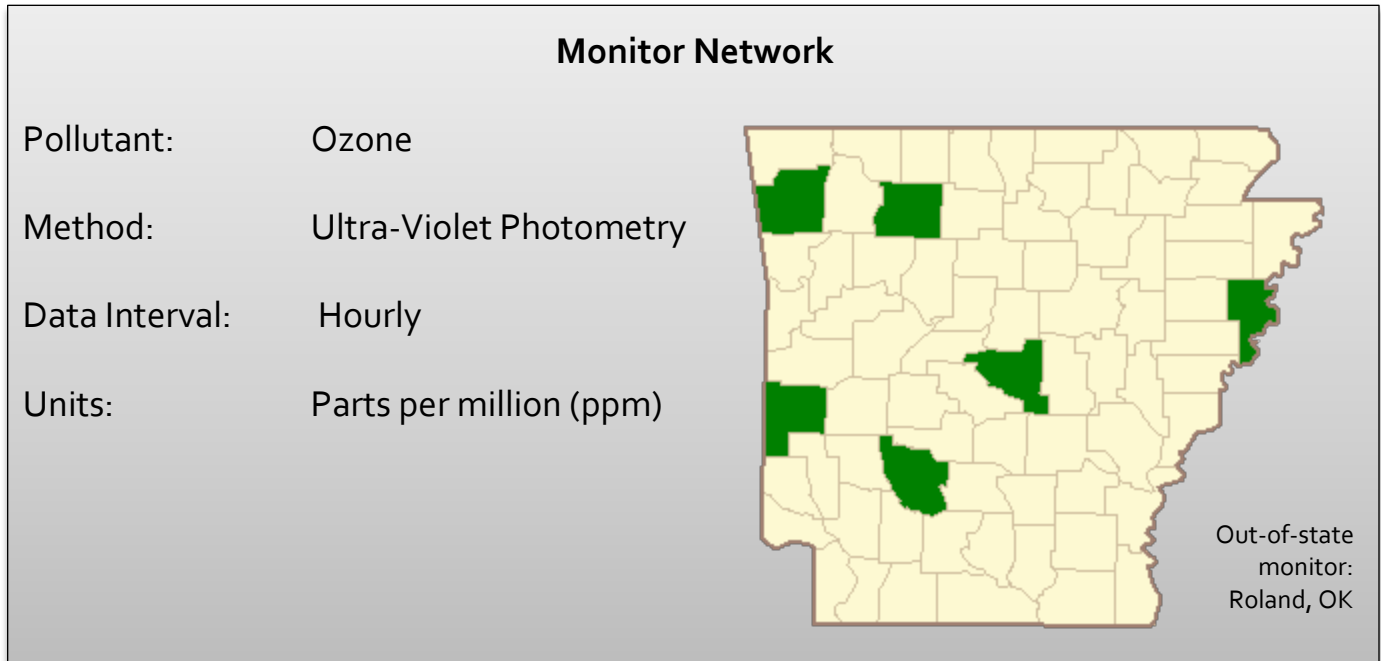 Monitor Network
Pollutant: Ozone
Method: Ultra-Violet Photometry
Data Interval: Hourly
Units: Parts per million (ppm)
Out-of-state
monitor:
Roland, OK